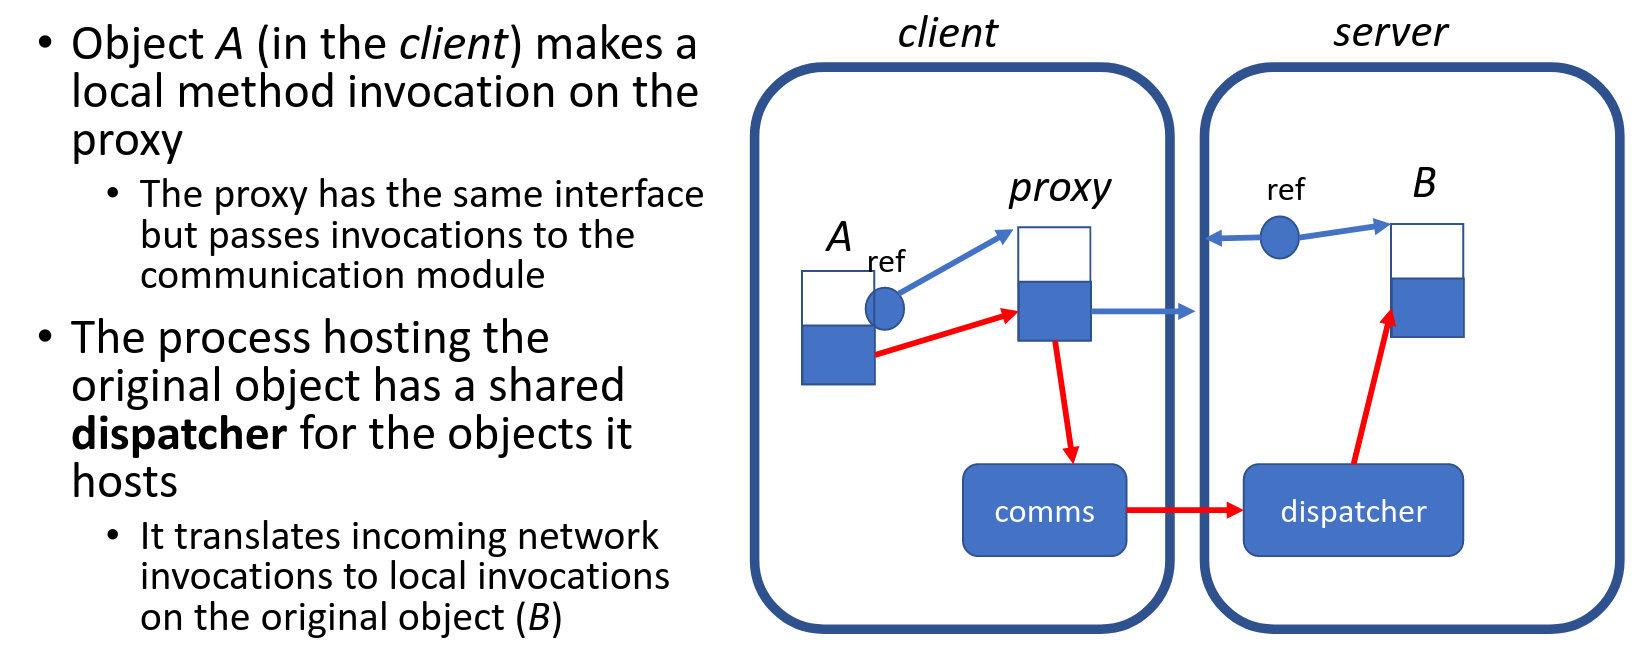 • Object A (in the client) makes a
local method invocation on the
proxy
• The proxy has the same interface
but passes invocations to the
communication module
• The process hosting the
original object has a shared
dispatcher for the objects it
hosts
• It translates incoming network
invocations to local invocations
on the original object (B)
client
server
proxy
A
ref
ref
B
comms
dispatcher